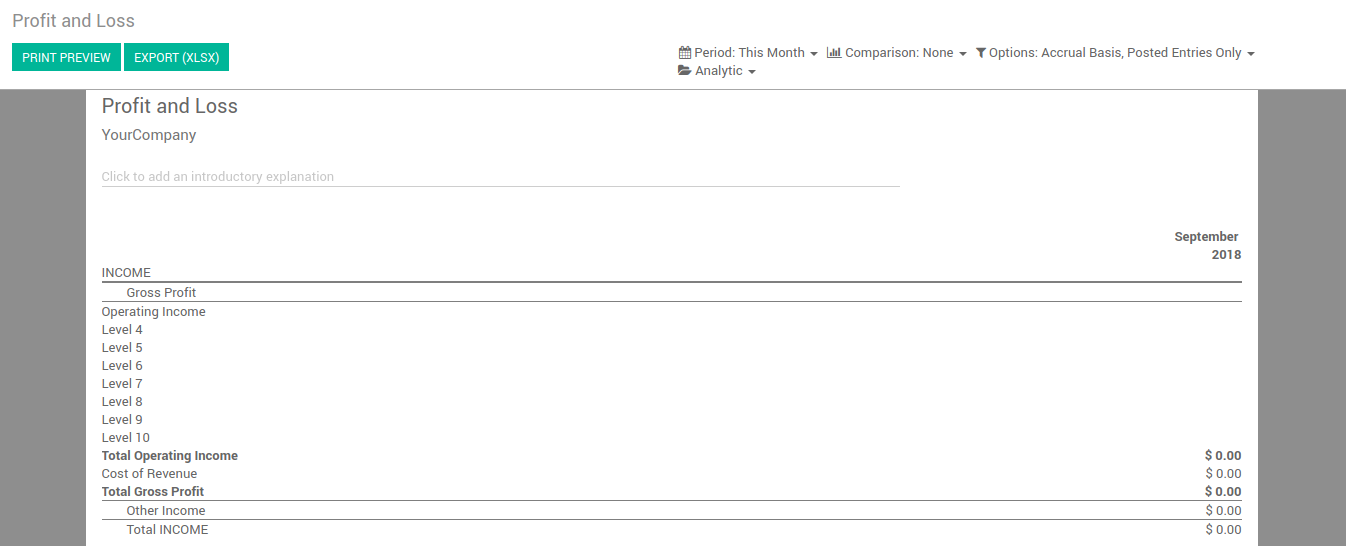 Profit and Loss
PRINT PREVIEW EXPORT (XLSX)
Period: This Month Comparison: None Options: Accrual Basis, Posted Entries Only
Analytic
Profit and Loss
YourCompany
Click to add an introductory explanation
September
2018
INCOME
Gross Profit
Operating Income
Level 4
Level 5
Level 6
Level 7
Level 8
Level 9
Level 10
Total Operating Income $ 0.00
Cost of Revenue $ 0.00
Total Gross Profit $ 0.00
Other Income $ 0.00
Total INCOME $ 0.00